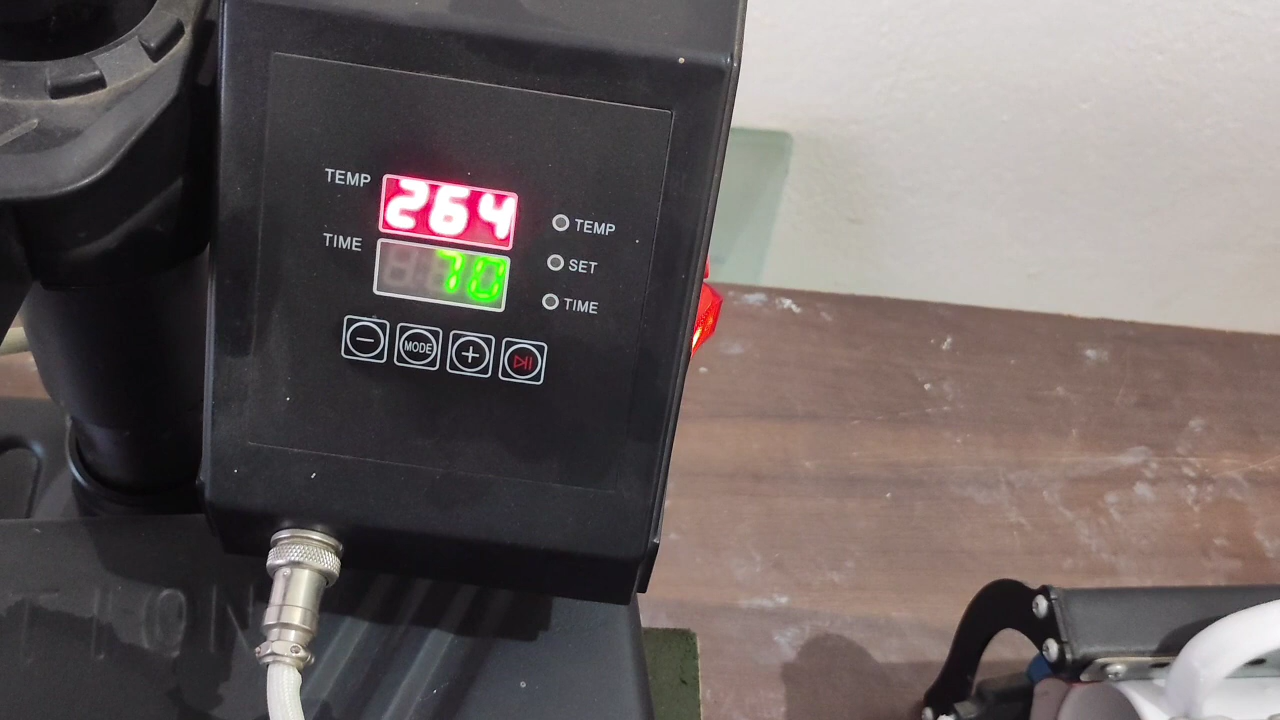 TEMP
264
TEMP
TIME
70
SET
TIME
− MODE +